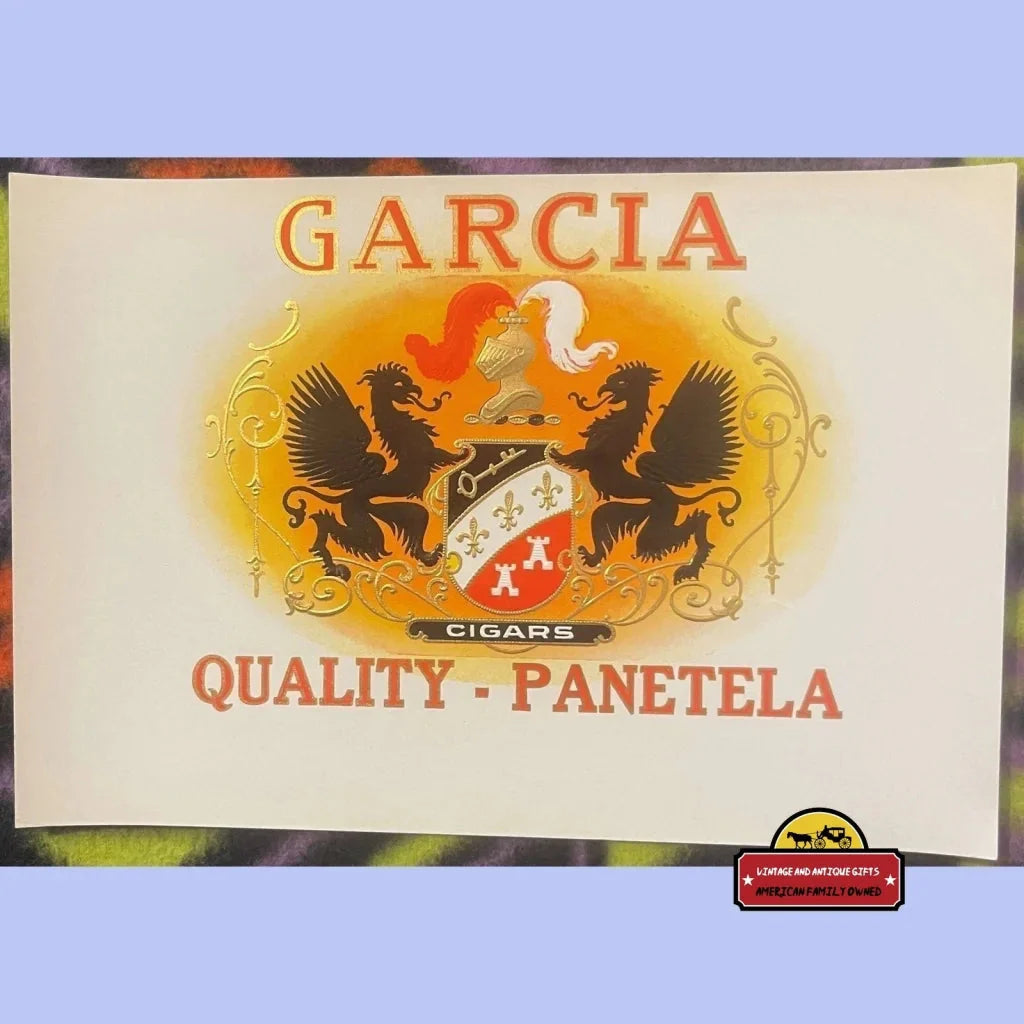 GARCIA
CIGARS
QUALITY - PANETELA
VINTAGE AND ANTIQUE GIFTS
AMERICAN FAMILY OWNED